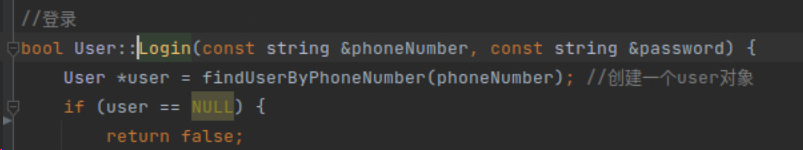 //登录
bool User::Login(const string &phoneNumber, const string &password) {
User *user = findUserByPhoneNumber(phoneNumber); //创建一个user对象
if (user == NULL) {
return false;